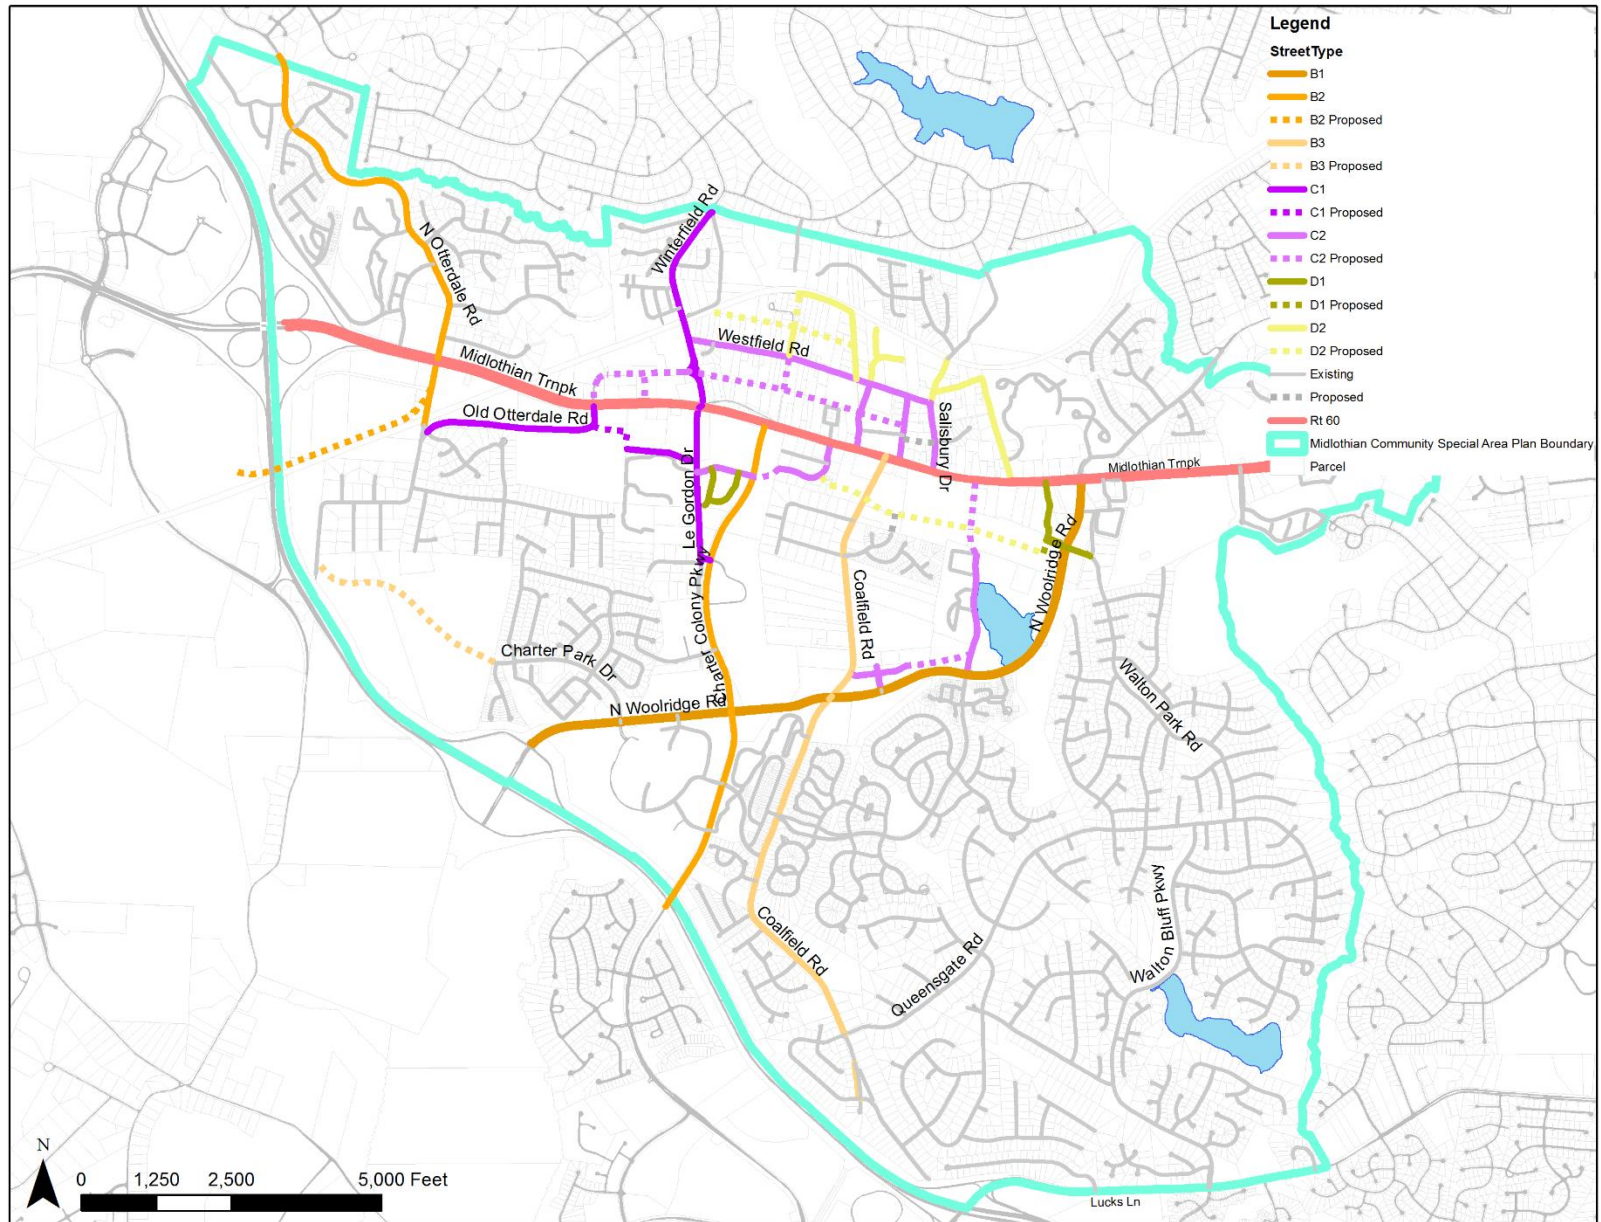 Legend
StreetType
B1
B2
B2 Proposed
B3
B3 Proposed
C1
C1 Proposed
C2
C2 Proposed
D1
D1 Proposed
D2
D2 Proposed
Existing
Proposed
Rt 60
Midlothian Community Special Area Plan Boundary
Parcel
Winterfield Rd
N Otterdale Rd
Westfield Rd
Midlothian Trnpk
Old Otterdale Rd
Salisbury Dr
Midlothian Trnpk
Le Gordon Dr
N Woolridge Rd
Charter Colony Pkwy
Coalfield Rd
Charter Park Dr
Charter
N Woolridge Rd
Walton Park Rd
Coalfield Rd
Queensgate Rd
Walton Bluff Pkwy
Lucks Ln
N
0 1,250 2,500 5,000 Feet